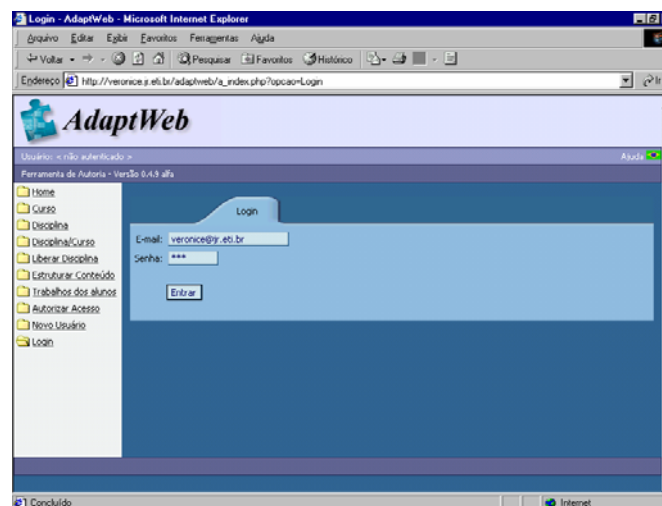 Login - AdaptWeb - Microsoft Internet Explorer
Arquivo Editar Exibir Favoritos Ferramentas Ajuda
Voltar Pesquisar Favoritos Histórico
Endereço http://veronice.jr.eti.br/adaptweb/a_index.php?opcao=Login Ir
AdaptWeb
Usuário: < não autenticado > Ajuda
Ferramenta de Autoria - Versão 0.4.9 alfa
Home
Curso
Disciplina
Disciplina/Curso
Liberar Disciplina
Estruturar Conteúdo
Trabalhos dos alunos
Autorizar Acesso
Novo Usuário
Login
Login
E-mail: veronice@jr.eti.br
Senha: ***
Entrar
Concluído Internet